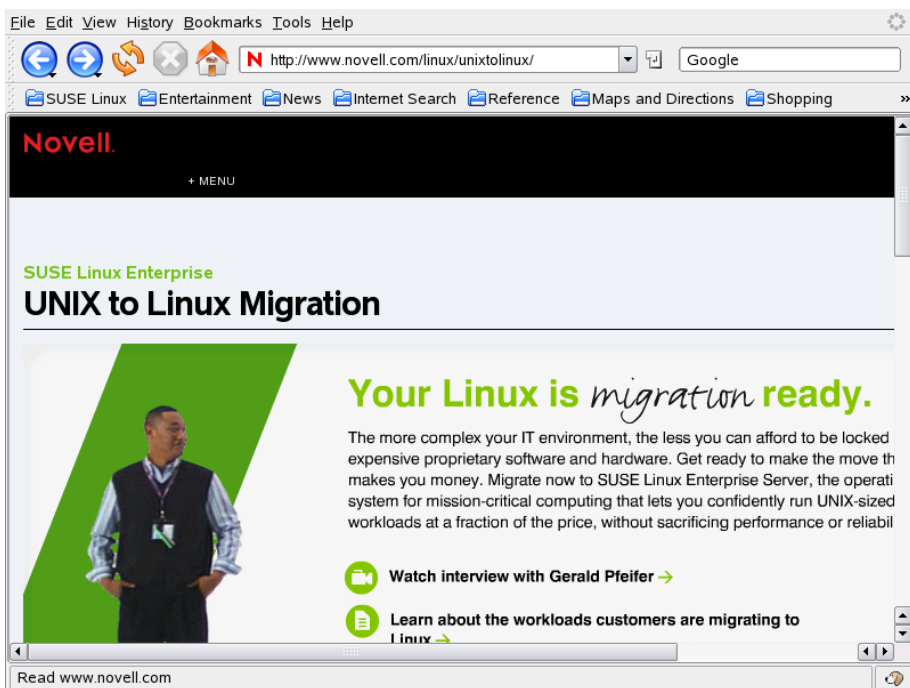 File Edit View History Bookmarks Tools Help
N http://www.novell.com/linux/unixtolinux/ Google
SUSE Linux Entertainment News Internet Search Reference Maps and Directions Shopping »
Novell.
+ MENU
SUSE Linux Enterprise
UNIX to Linux Migration
Your Linux is migration ready.
The more complex your IT environment, the less you can afford to be locked
expensive proprietary software and hardware. Get ready to make the move th
makes you money. Migrate now to SUSE Linux Enterprise Server, the operati
system for mission-critical computing that lets you confidently run UNIX-sized
workloads at a fraction of the price, without sacrificing performance or reliabil
Watch interview with Gerald Pfeifer →
Learn about the workloads customers are migrating to
Linux →
Read www.novell.com